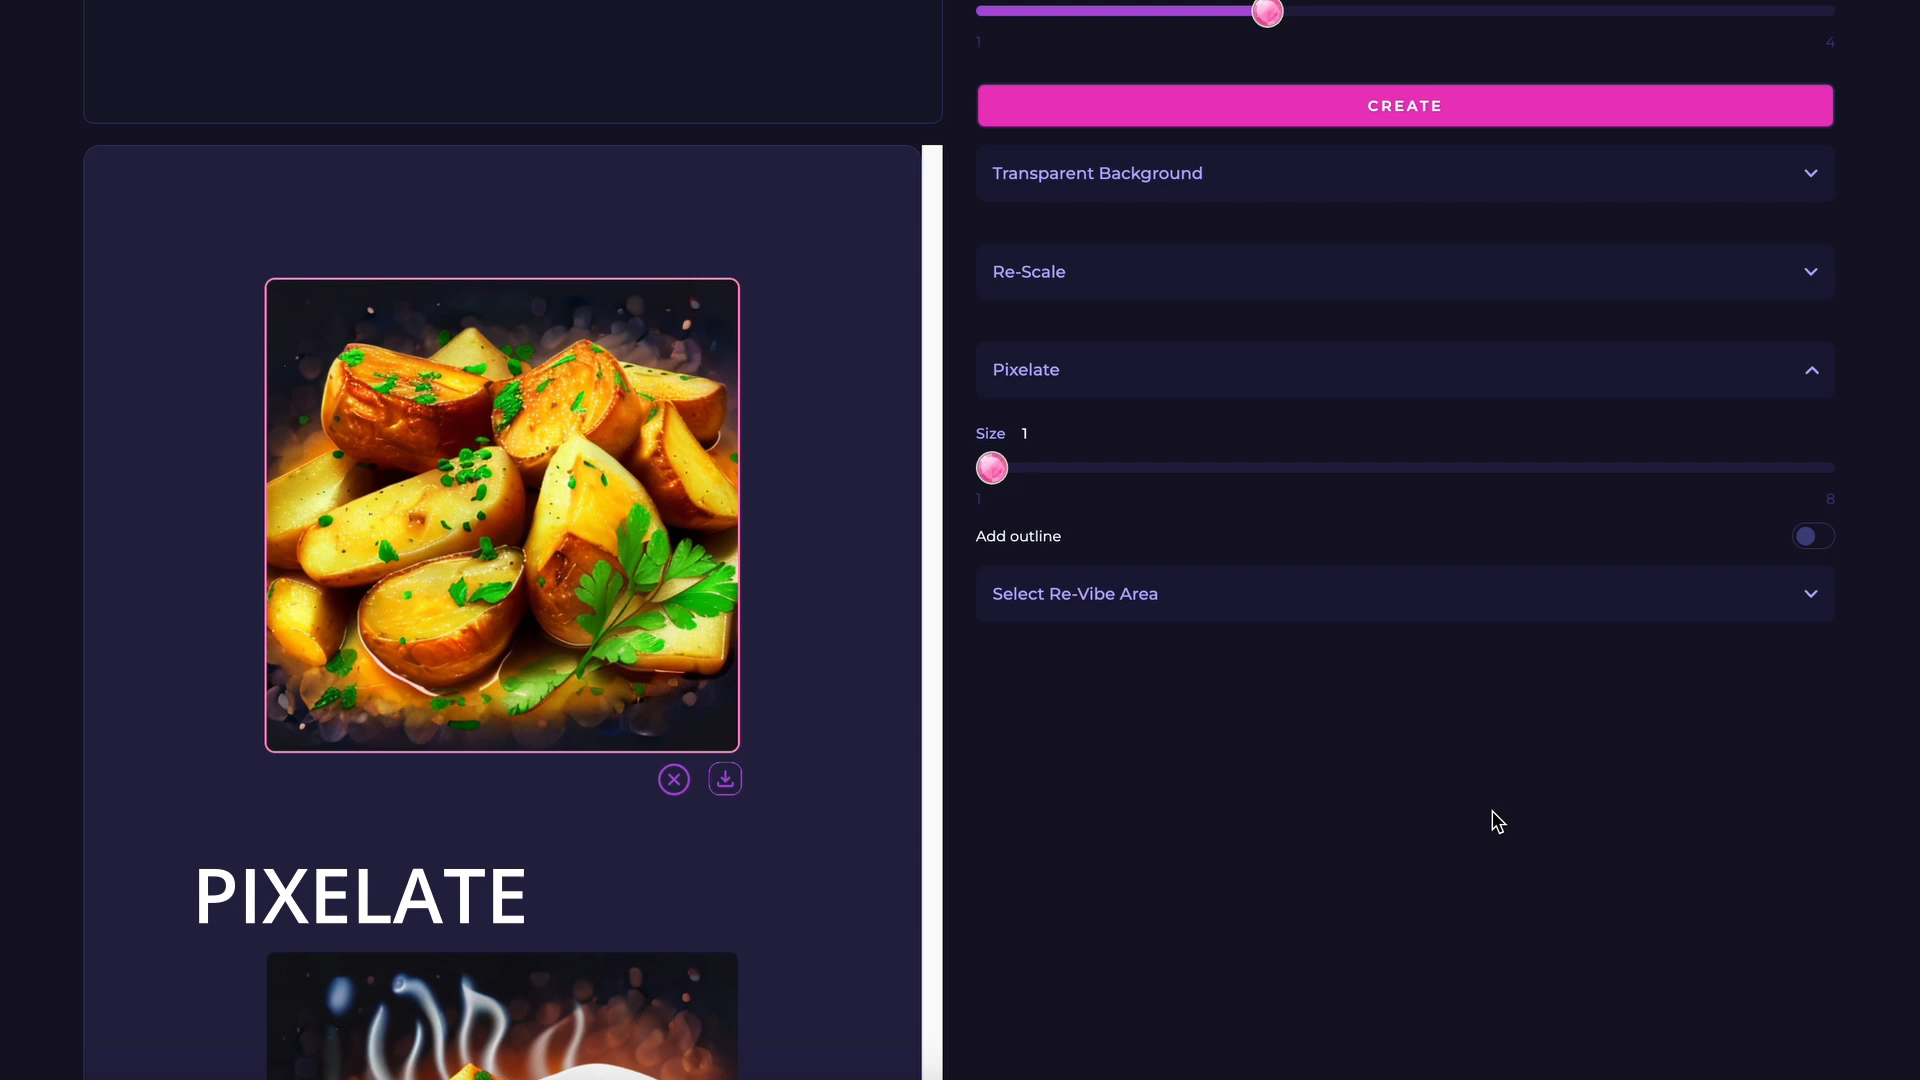 1 4
CREATE
Transparent Background
Re-Scale
Pixelate
Size 1
1 8
Add outline
Select Re-Vibe Area
PIXELATE